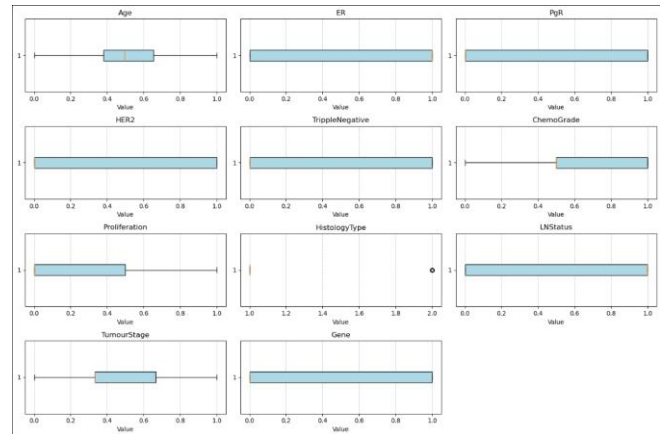 Age ER PgR
1 1 1
0.0 0.2 0.4 0.6 0.8 1.0 0.0 0.2 0.4 0.6 0.8 1.0 0.0 0.2 0.4 0.6 0.8 1.0
Value Value Value
HER2 TrippleNegative ChemoGrade
1 1 1
0.0 0.2 0.4 0.6 0.8 1.0 0.0 0.2 0.4 0.6 0.8 1.0 0.0 0.2 0.4 0.6 0.8 1.0
Value Value Value
Proliferation HistologyType LNStatus
1 1 1
0.0 0.2 0.4 0.6 0.8 1.0 1.0 1.2 1.4 1.6 1.8 2.0 0.0 0.2 0.4 0.6 0.8 1.0
Value Value Value
TumourStage Gene
1 1
0.0 0.2 0.4 0.6 0.8 1.0 0.0 0.2 0.4 0.6 0.8 1.0
Value Value